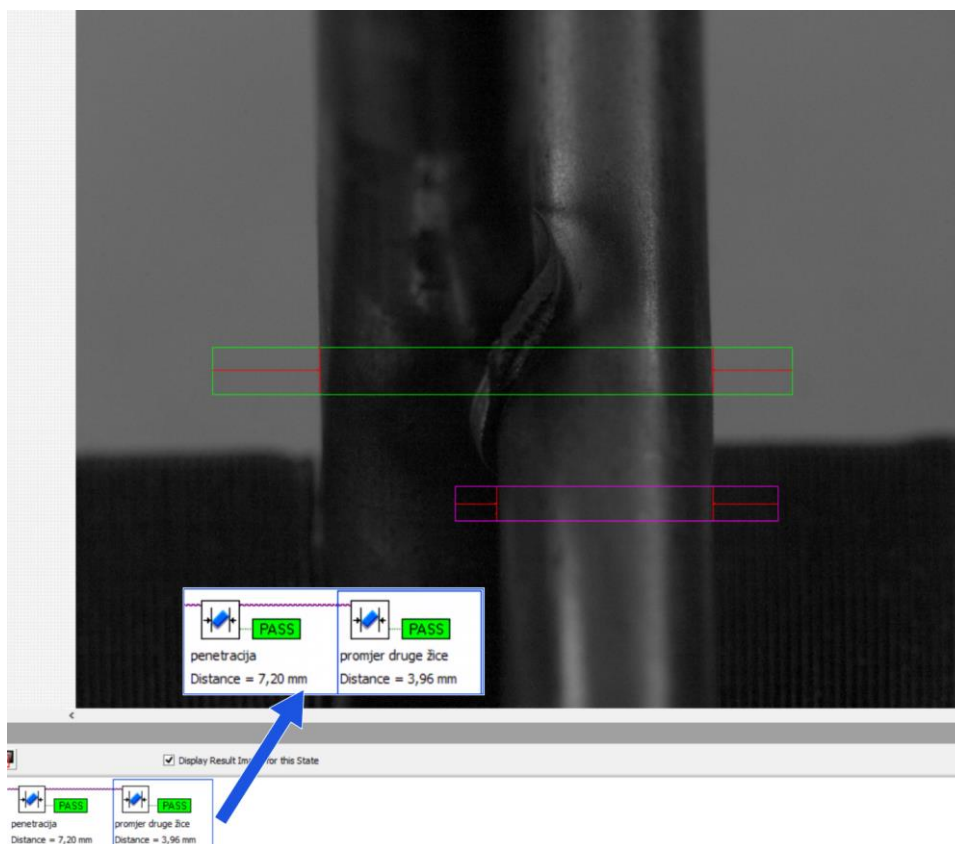 PASS
penetracija
Distance = 7,20 mm
PASS
promjer druge žice
Distance = 3,96 mm
<
Display Result Image for this State
PASS
penetracija
Distance = 7,20 mm
PASS
promjer druge žice
Distance = 3,96 mm